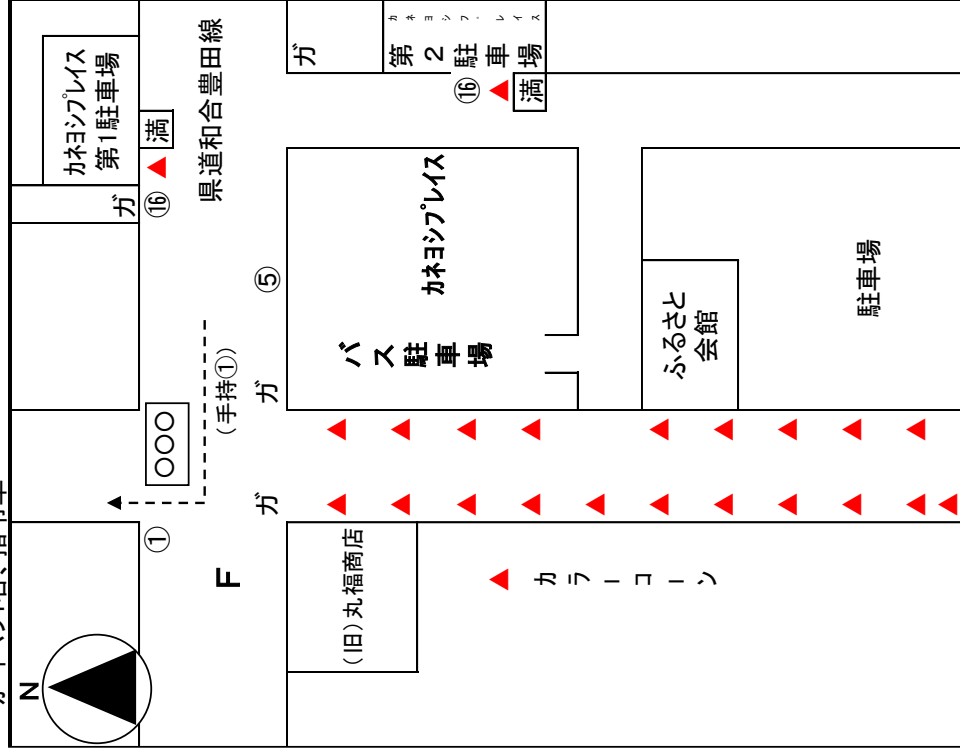 N
カネヨシプレイス
第1駐車場
満
ガ
⑯
県道和合豊田線
ガ
カネヨシプレイス
第2駐車場
⑯
満
⑤
カネヨシプレイス
バス駐車場
(手持①)
○○○
ガ
ガ
①
F
(旧)丸福商店
カラーコーン
ふるさと
会館
駐車場